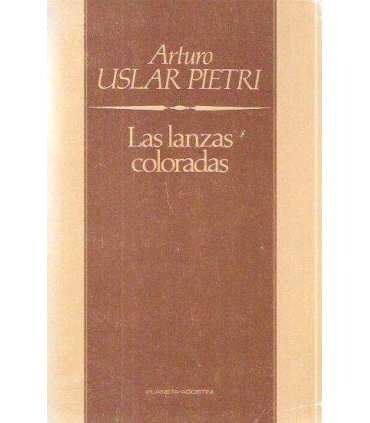 Arturo
USLAR PIETRI
Las lanzas
coloradas
PLANETA-AGOSTINI